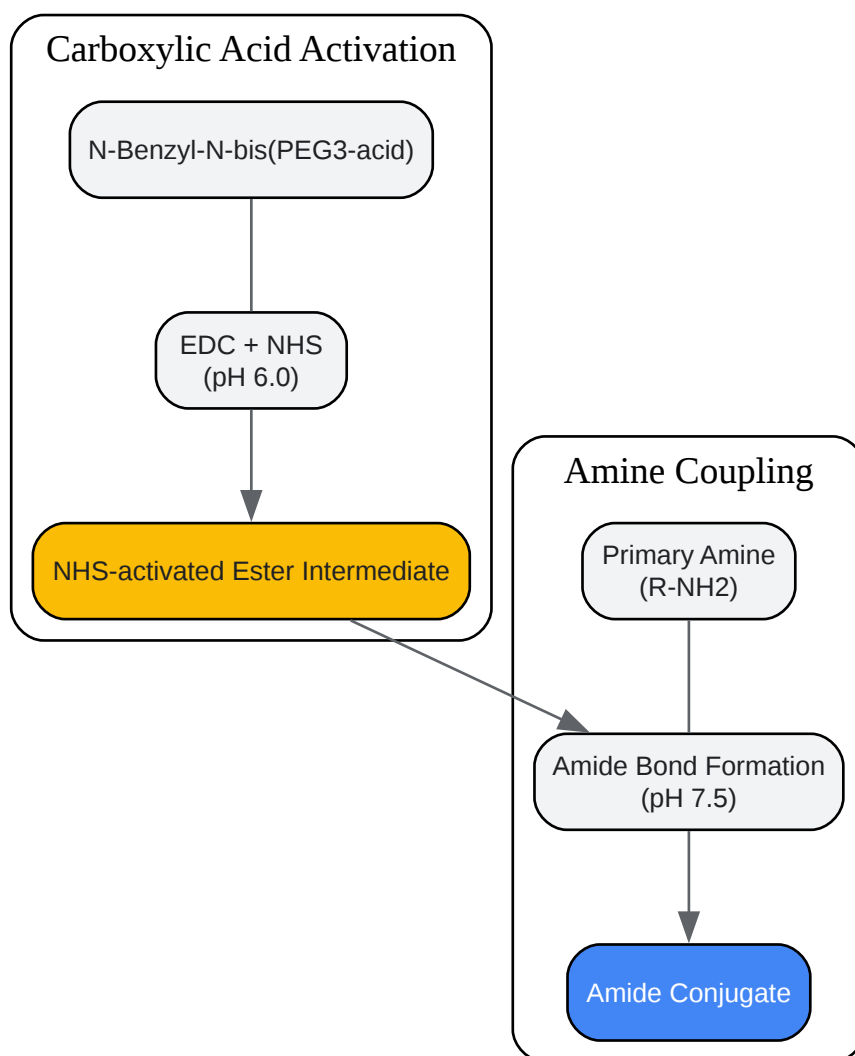 Carboxylic Acid Activation
N-Benzyl-N-bis(PEG3-acid)
EDC + NHS
(pH 6.0)
NHS-activated Ester Intermediate
Amine Coupling
Primary Amine
(R-NH2)
Amide Bond Formation
(pH 7.5)
Amide Conjugate